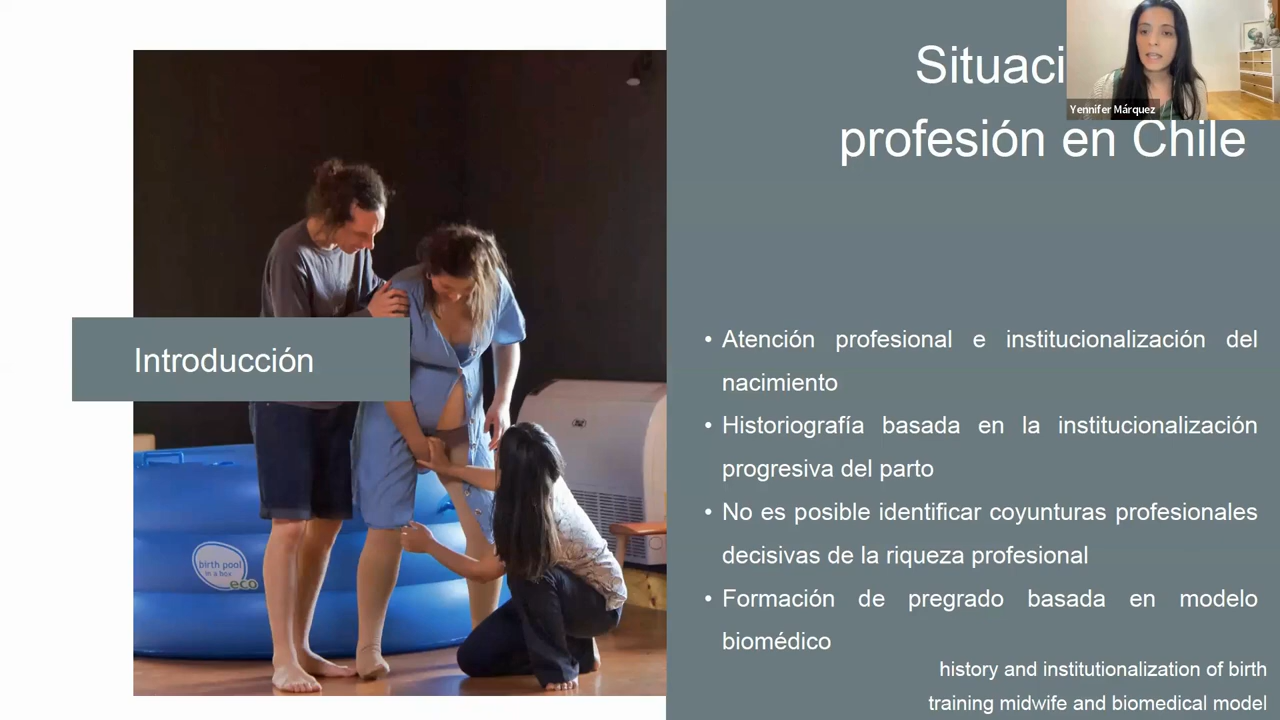 Situaci
profesión en Chile
Yennifer Márquez
Introducción
birth pool
in a box
eco
• Atención profesional e institucionalización del
nacimiento
• Historiografía basada en la institucionalización
progresiva del parto
• No es posible identificar coyunturas profesionales
decisivas de la riqueza profesional
• Formación de pregrado basada en modelo
biomédico
history and institutionalization of birth
training midwife and biomedical model